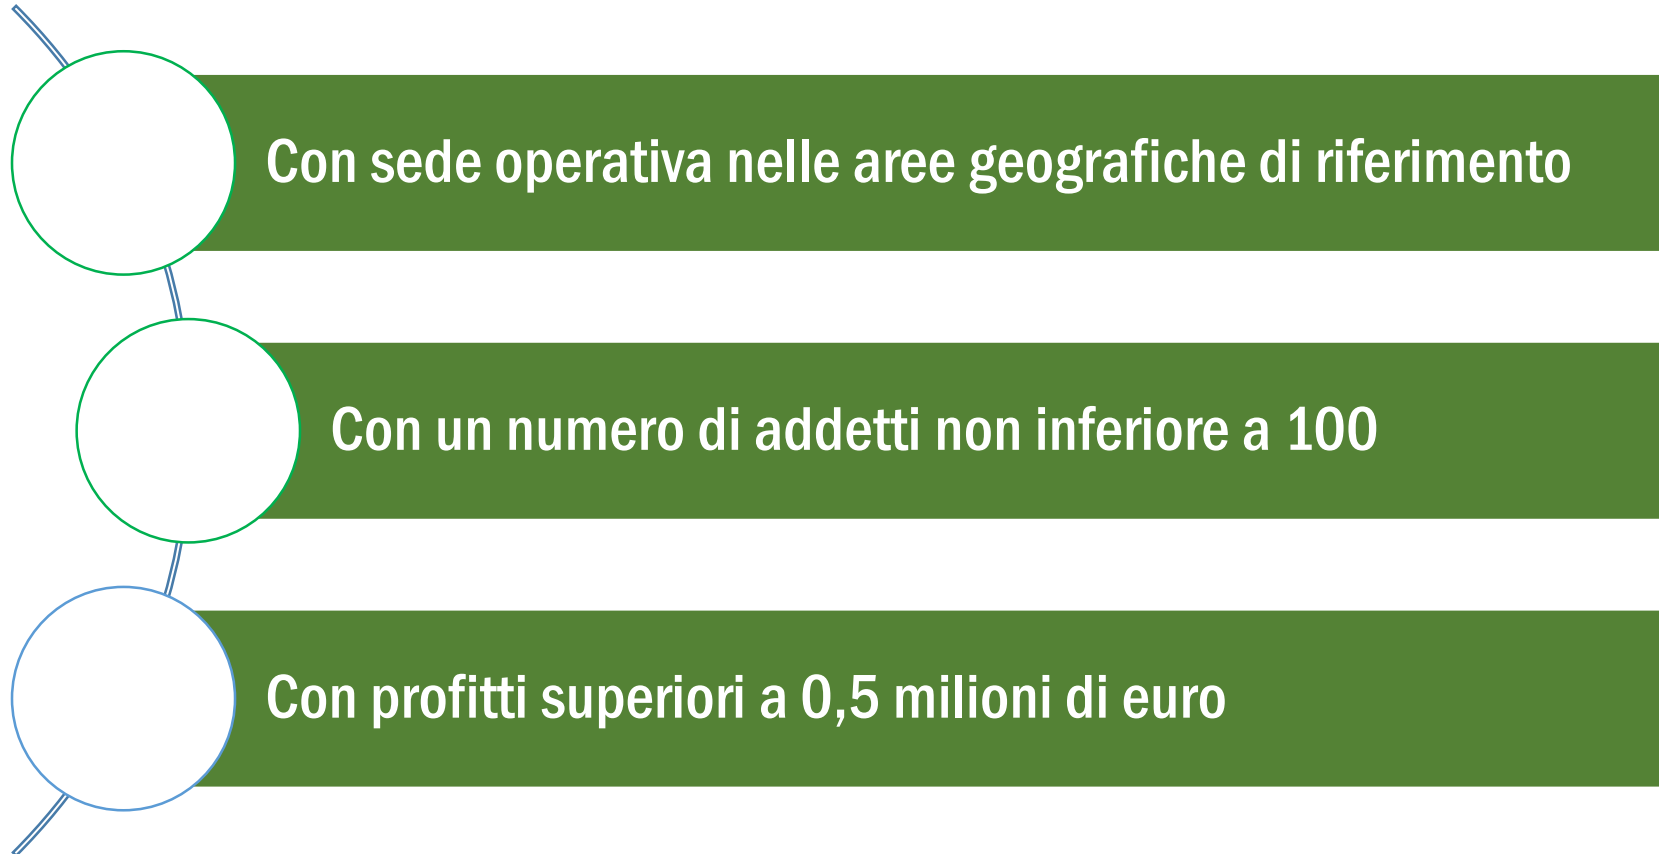 Con sede operativa nelle aree geografiche di riferimento
Con un numero di addetti non inferiore a 100
Con profitti superiori a 0,5 milioni di euro